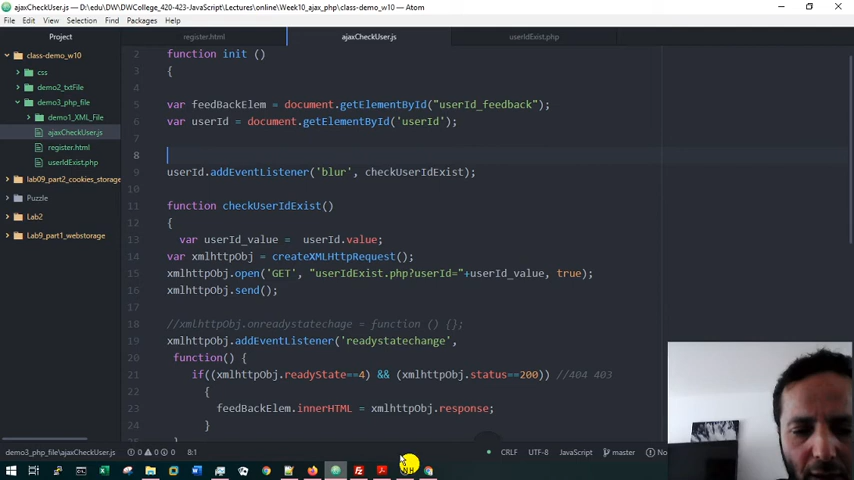 ajaxCheckUser.js — D:\edu\DW\DWCollege_420-423-JavaScript\Lectures\online\Week10_ajax_php\class-demo_w10 — Atom
File Edit View Selection Find Packages Help
Project
register.html
ajaxCheckUser.js
userIdExist.php
class-demo_w10
css
demo2_txtFile
demo3_php_file
demo1_XML_File
ajaxCheckUser.js
register.html
userIdExist.php
lab09_part2_cookies_storage
Puzzle
Lab2
Lab9_part1_webstorage
2 function init ()
3 {
4
5 var feedBackElem = document.getElementById("userId_feedback");
6 var userId = document.getElementById('userId');
7
8
9 userId.addEventListener('blur', checkUserIdExist);
10
11 function checkUserIdExist()
12 {
13 var userId_value = userId.value;
14 var xmlhttpObj = createXMLHttpRequest();
15 xmlhttpObj.open('GET', "userIdExist.php?userId="+userId_value, true);
16 xmlhttpObj.send();
17
18 //xmlhttpObj.onreadystatechage = function () {};
19 xmlhttpObj.addEventListener('readystatechange',
20 function() {
21 if((xmlhttpObj.readyState==4) && (xmlhttpObj.status==200)) //404 403
22 {
23 feedBackElem.innerHTML = xmlhttpObj.response;
24 }
demo3_php_file\ajaxCheckUser.js 0 0 0 8:1 CRLF UTF-8 JavaScript master No